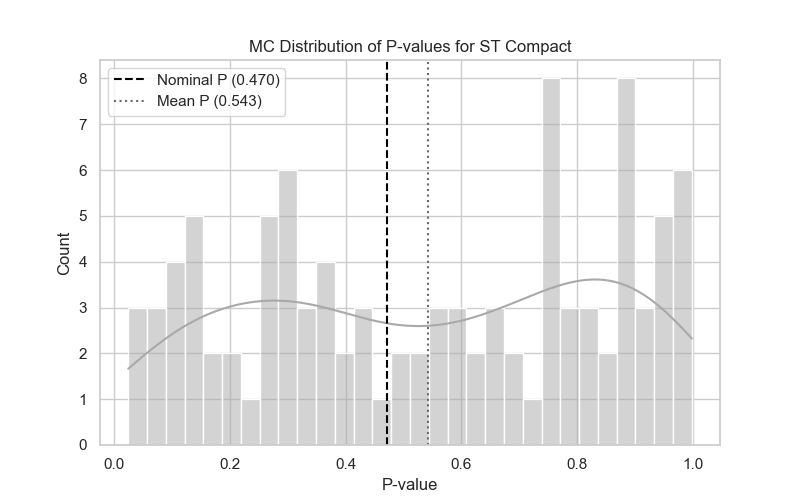 MC Distribution of P-values for ST Compact
Nominal P (0.470)
Mean P (0.543)
8
7
6
5
4
3
2
1
0
Count
0.0 0.2 0.4 0.6 0.8 1.0
P-value